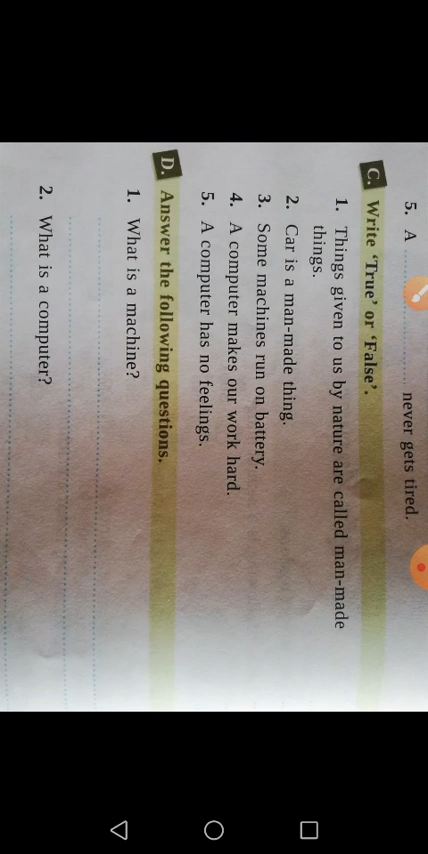 5. A ........................ never gets tired.
C. Write ‘True’ or ‘False’.
1. Things given to us by nature are called man-made
things.
2. Car is a man-made thing.
3. Some machines run on battery.
4. A computer makes our work hard.
5. A computer has no feelings.
D. Answer the following questions.
1. What is a machine?
2. What is a computer?